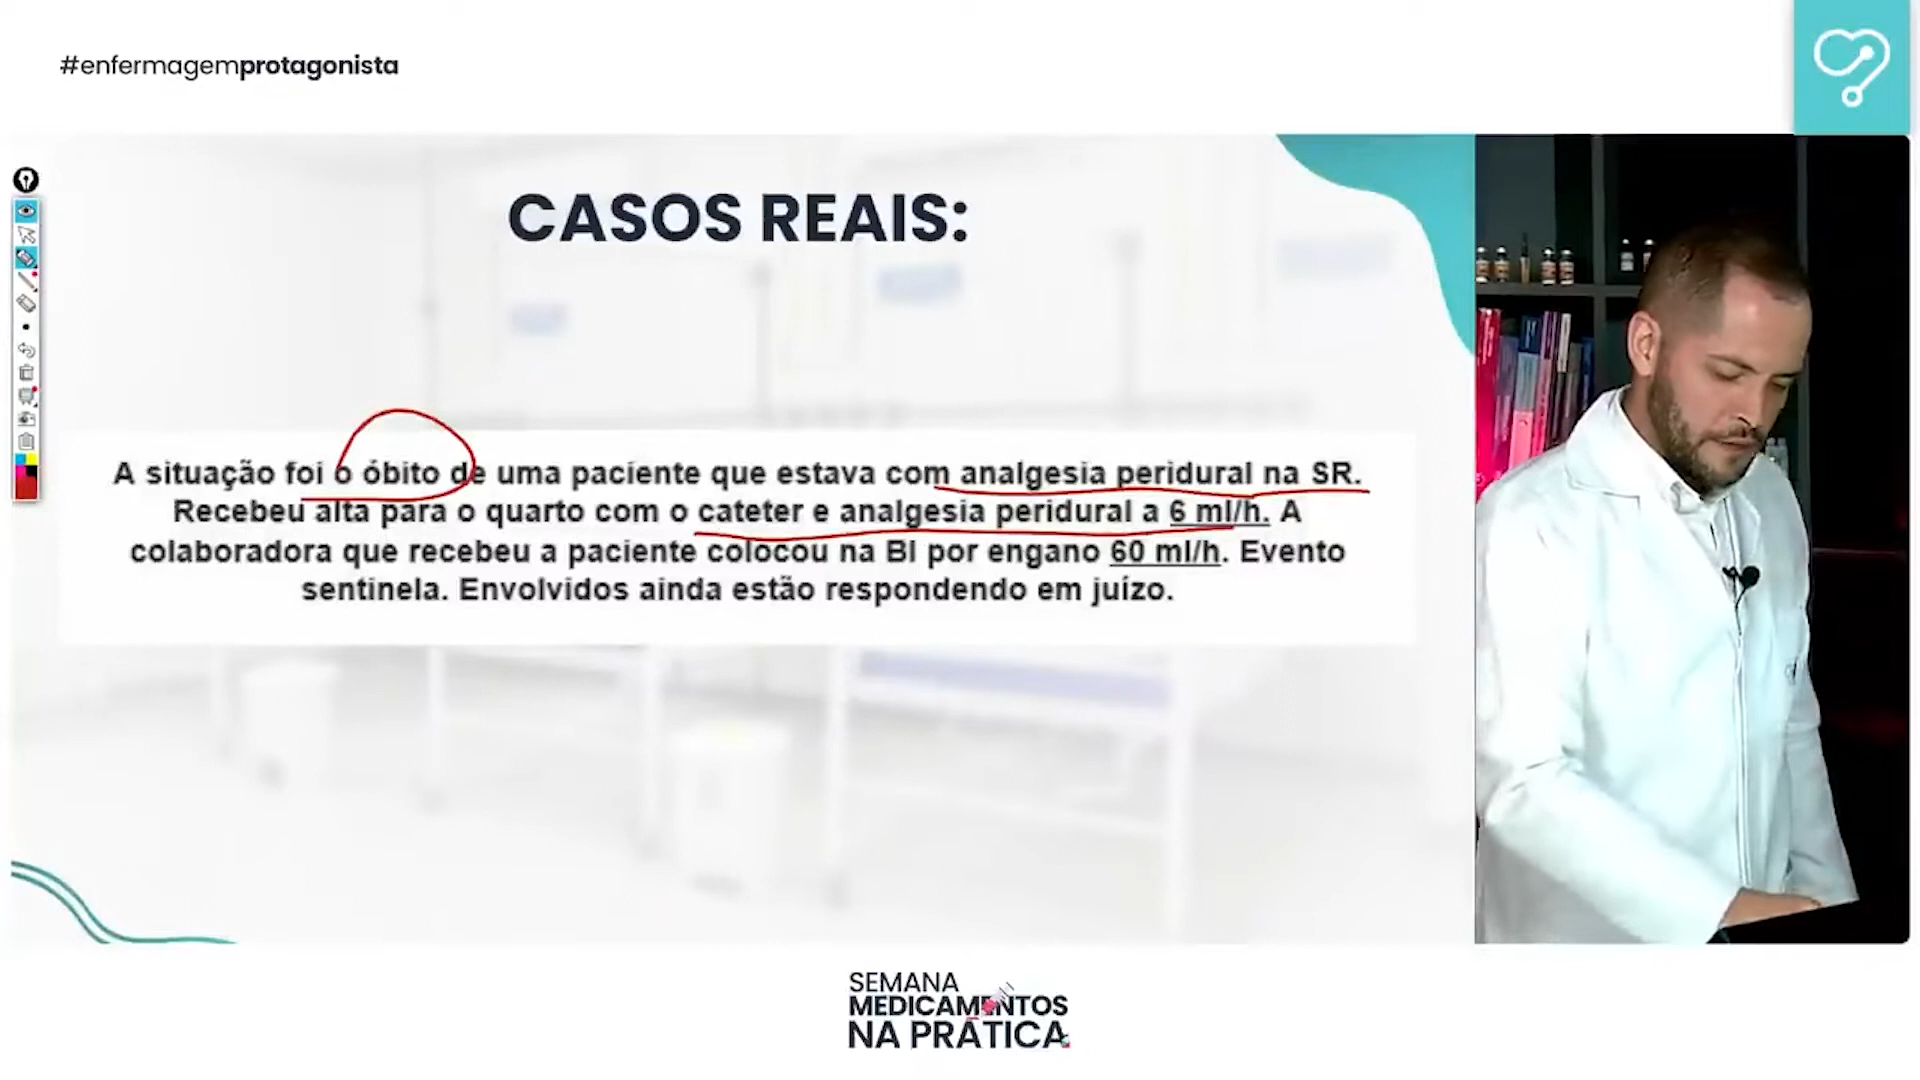 #enfermagemprotagonista
CASOS REAIS:
A situação foi o óbito de uma paciente que estava com analgesia peridural na SR.
Recebeu alta para o quarto com o cateter e analgesia peridural a 6 ml/h. A
colaboradora que recebeu a paciente colocou na BI por engano 60 ml/h. Evento
sentinela. Envolvidos ainda estão respondendo em juízo.
SEMANA
MEDICAMENTOS
NA PRÁTICA